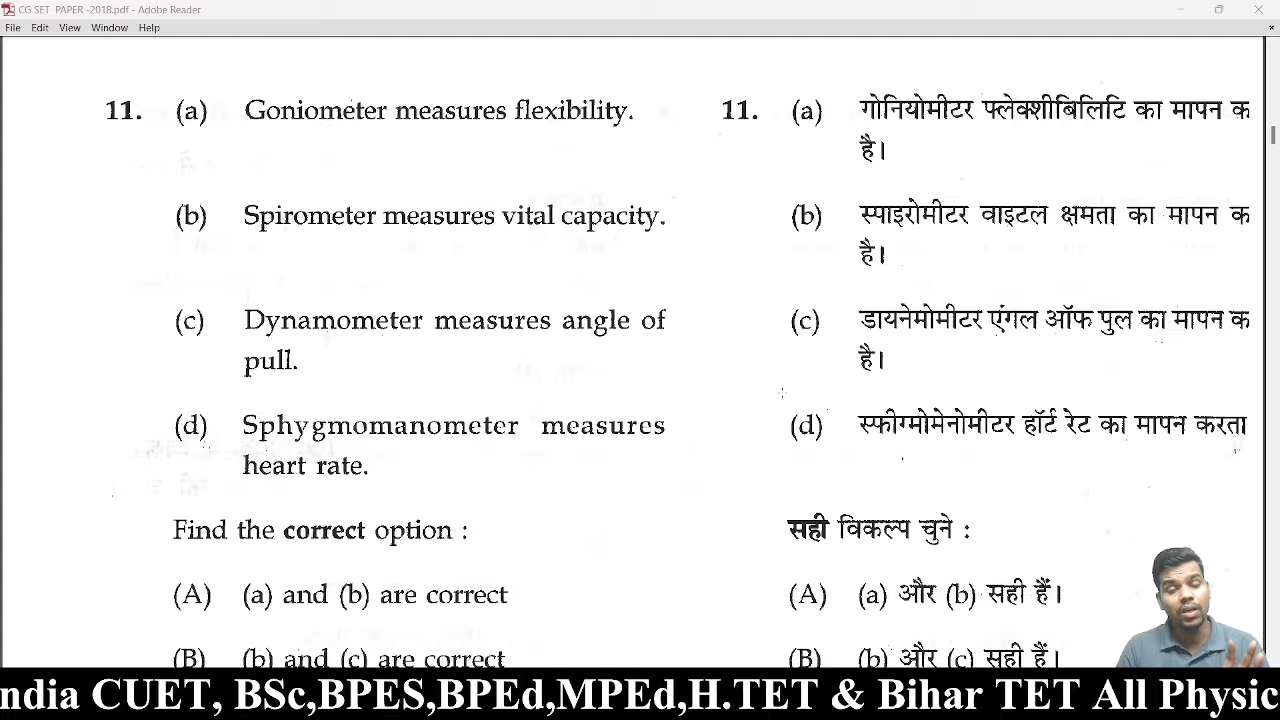 CG SET PAPER -2018.pdf - Adobe Reader
File Edit View Window Help
11. (a) Goniometer measures flexibility.
(b) Spirometer measures vital capacity.
(c) Dynamometer measures angle of
pull.
(d) Sphygmomanometer measures
heart rate.
Find the correct option :
(A) (a) and (b) are correct
(B) (b) and (c) are correct
11. (a) गोनियोमीटर फ्लेक्शीबिलिटि का मापन क
है।
(b) स्पाइरोमीटर वाइटल क्षमता का मापन क
है।
(c) डायनेमोमीटर एंगल ऑफ पुल का मापन क
है।
(d) स्फीग्मोमेनोमीटर हॉर्ट रेट का मापन करता
सही विकल्प चुने :
(A) (a) और (b) सही हैं।
(B) (b) और (c) सही हैं।
ndia CUET, BSc,BPES,BPEd,MPEd,H.TET & Bihar TET All Physic